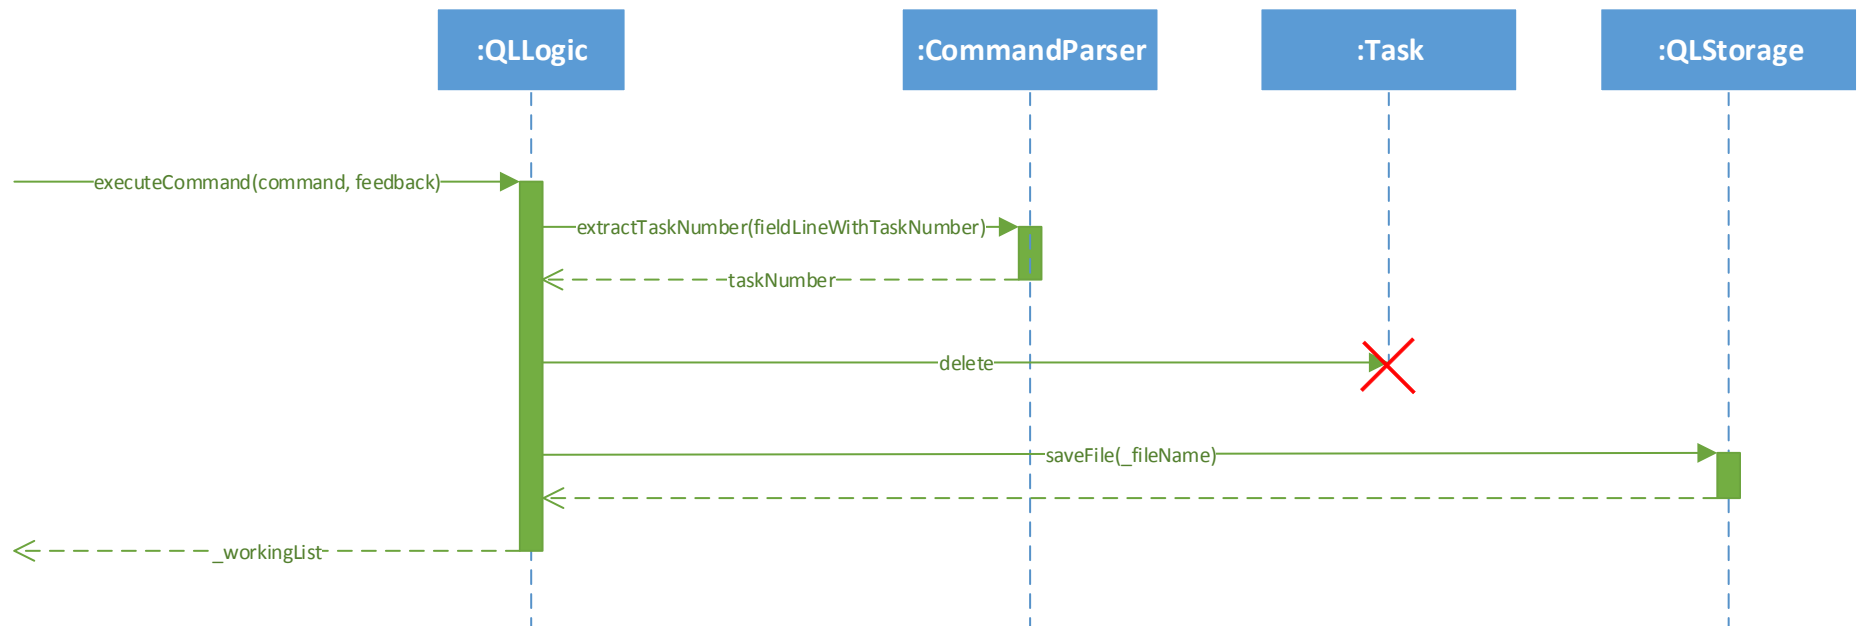 :QLLogic
:CommandParser
:Task
:QLStorage
executeCommand(command, feedback)
extractTaskNumber(fieldLineWithTaskNumber)
taskNumber
delete
saveFile(_fileName)
_workingList